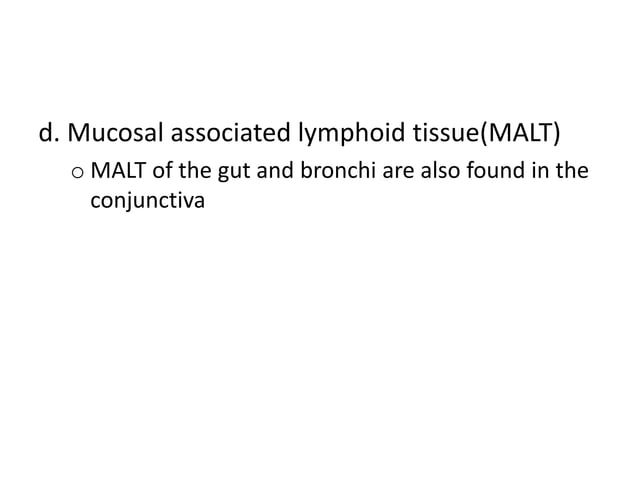 d. Mucosal associated lymphoid tissue(MALT)
o MALT of the gut and bronchi are also found in the
conjunctiva